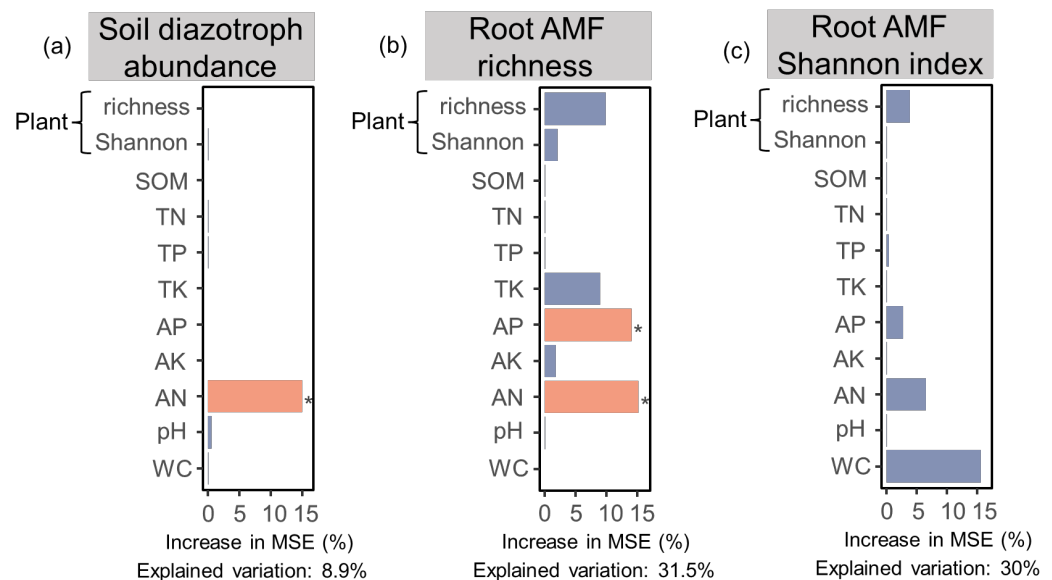 (a)
Soil diazotroph
abundance
Plant
richness
Shannon
SOM
TN
TP
TK
AP
AK
AN
*
pH
WC
0 5 10 15
Increase in MSE (%)
Explained variation: 8.9%
(b)
Root AMF
richness
Plant
richness
Shannon
SOM
TN
TP
TK
AP
*
AK
AN
*
pH
WC
0 5 10 15
Increase in MSE (%)
Explained variation: 31.5%
(c)
Root AMF
Shannon index
Plant
richness
Shannon
SOM
TN
TP
TK
AP
AK
AN
pH
WC
0 5 10 15
Increase in MSE (%)
Explained variation: 30%